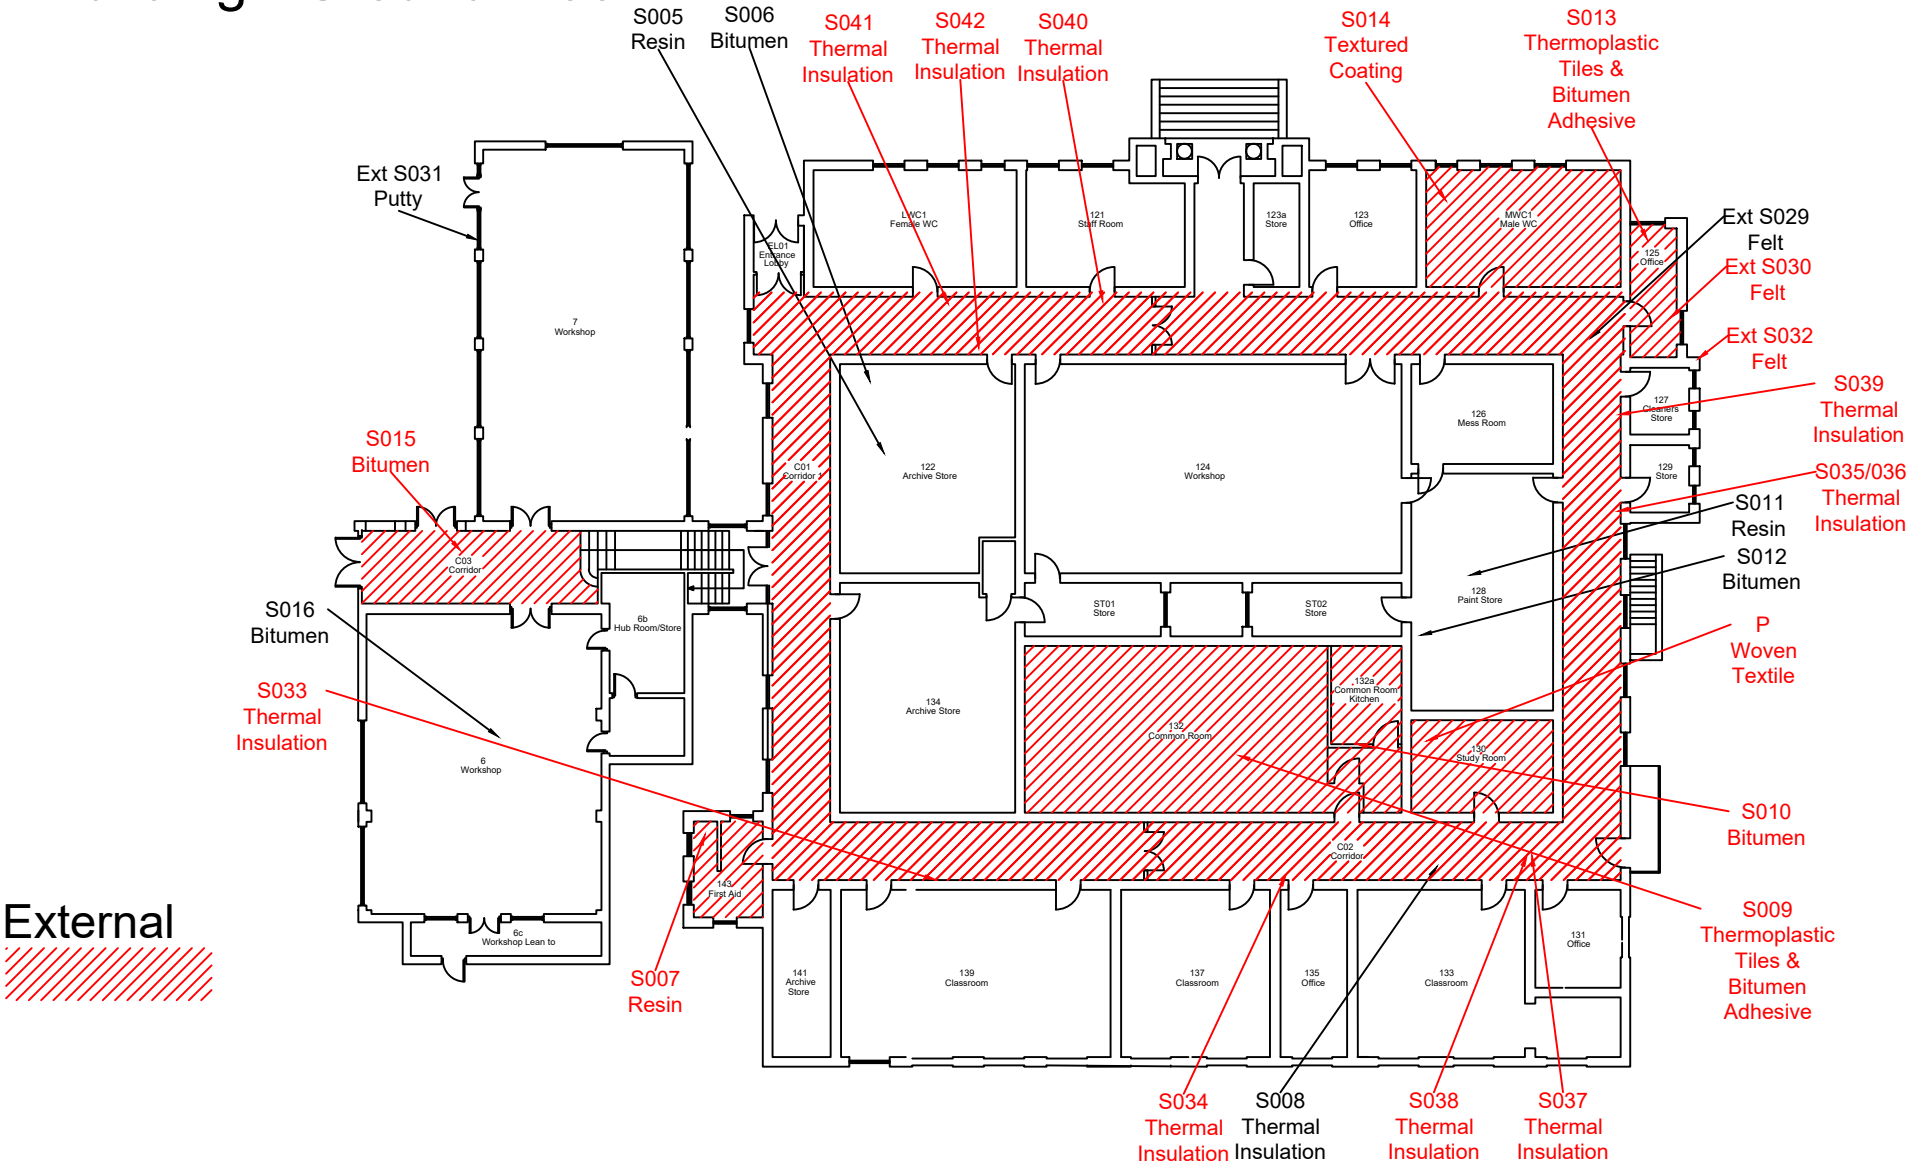 S005
Resin
S006
Bitumen
S041
Thermal
Insulation
S042
Thermal
Insulation
S040
Thermal
Insulation
S014
Textured
Coating
S013
Thermoplastic
Tiles &
Bitumen
Adhesive
Ext S031
Putty
Ext S029
Felt
Ext S030
Felt
Ext S032
Felt
S039
Thermal
Insulation
S035/036
Thermal
Insulation
S011
Resin
S012
Bitumen
P
Woven
Textile
S010
Bitumen
S009
Thermoplastic
Tiles &
Bitumen
Adhesive
S015
Bitumen
S016
Bitumen
S033
Thermal
Insulation
S007
Resin
S034
Thermal
Insulation
S008
Thermal
Insulation
S038
Thermal
Insulation
S037
Thermal
Insulation
External
7
Workshop
EL01
Entrance
Lobby
LWC1
Female WC
121
Staff Room
123a
Store
123
Office
MWC1
Male WC
125
Office
C01
Corridor 1
122
Archive Store
124
Workshop
126
Mess Room
127
Cleaners
Store
129
Store
C03
Corridor
6b
Hub Room/Store
ST01
Store
ST02
Store
128
Paint Store
134
Archive Store
132
Common Room
132a
Common Room
Kitchen
130
Study Room
6
Workshop
C02
Corridor
143
First Aid
6c
Workshop Lean to
141
Archive
Store
139
Classroom
137
Classroom
135
Office
133
Classroom
131
Office